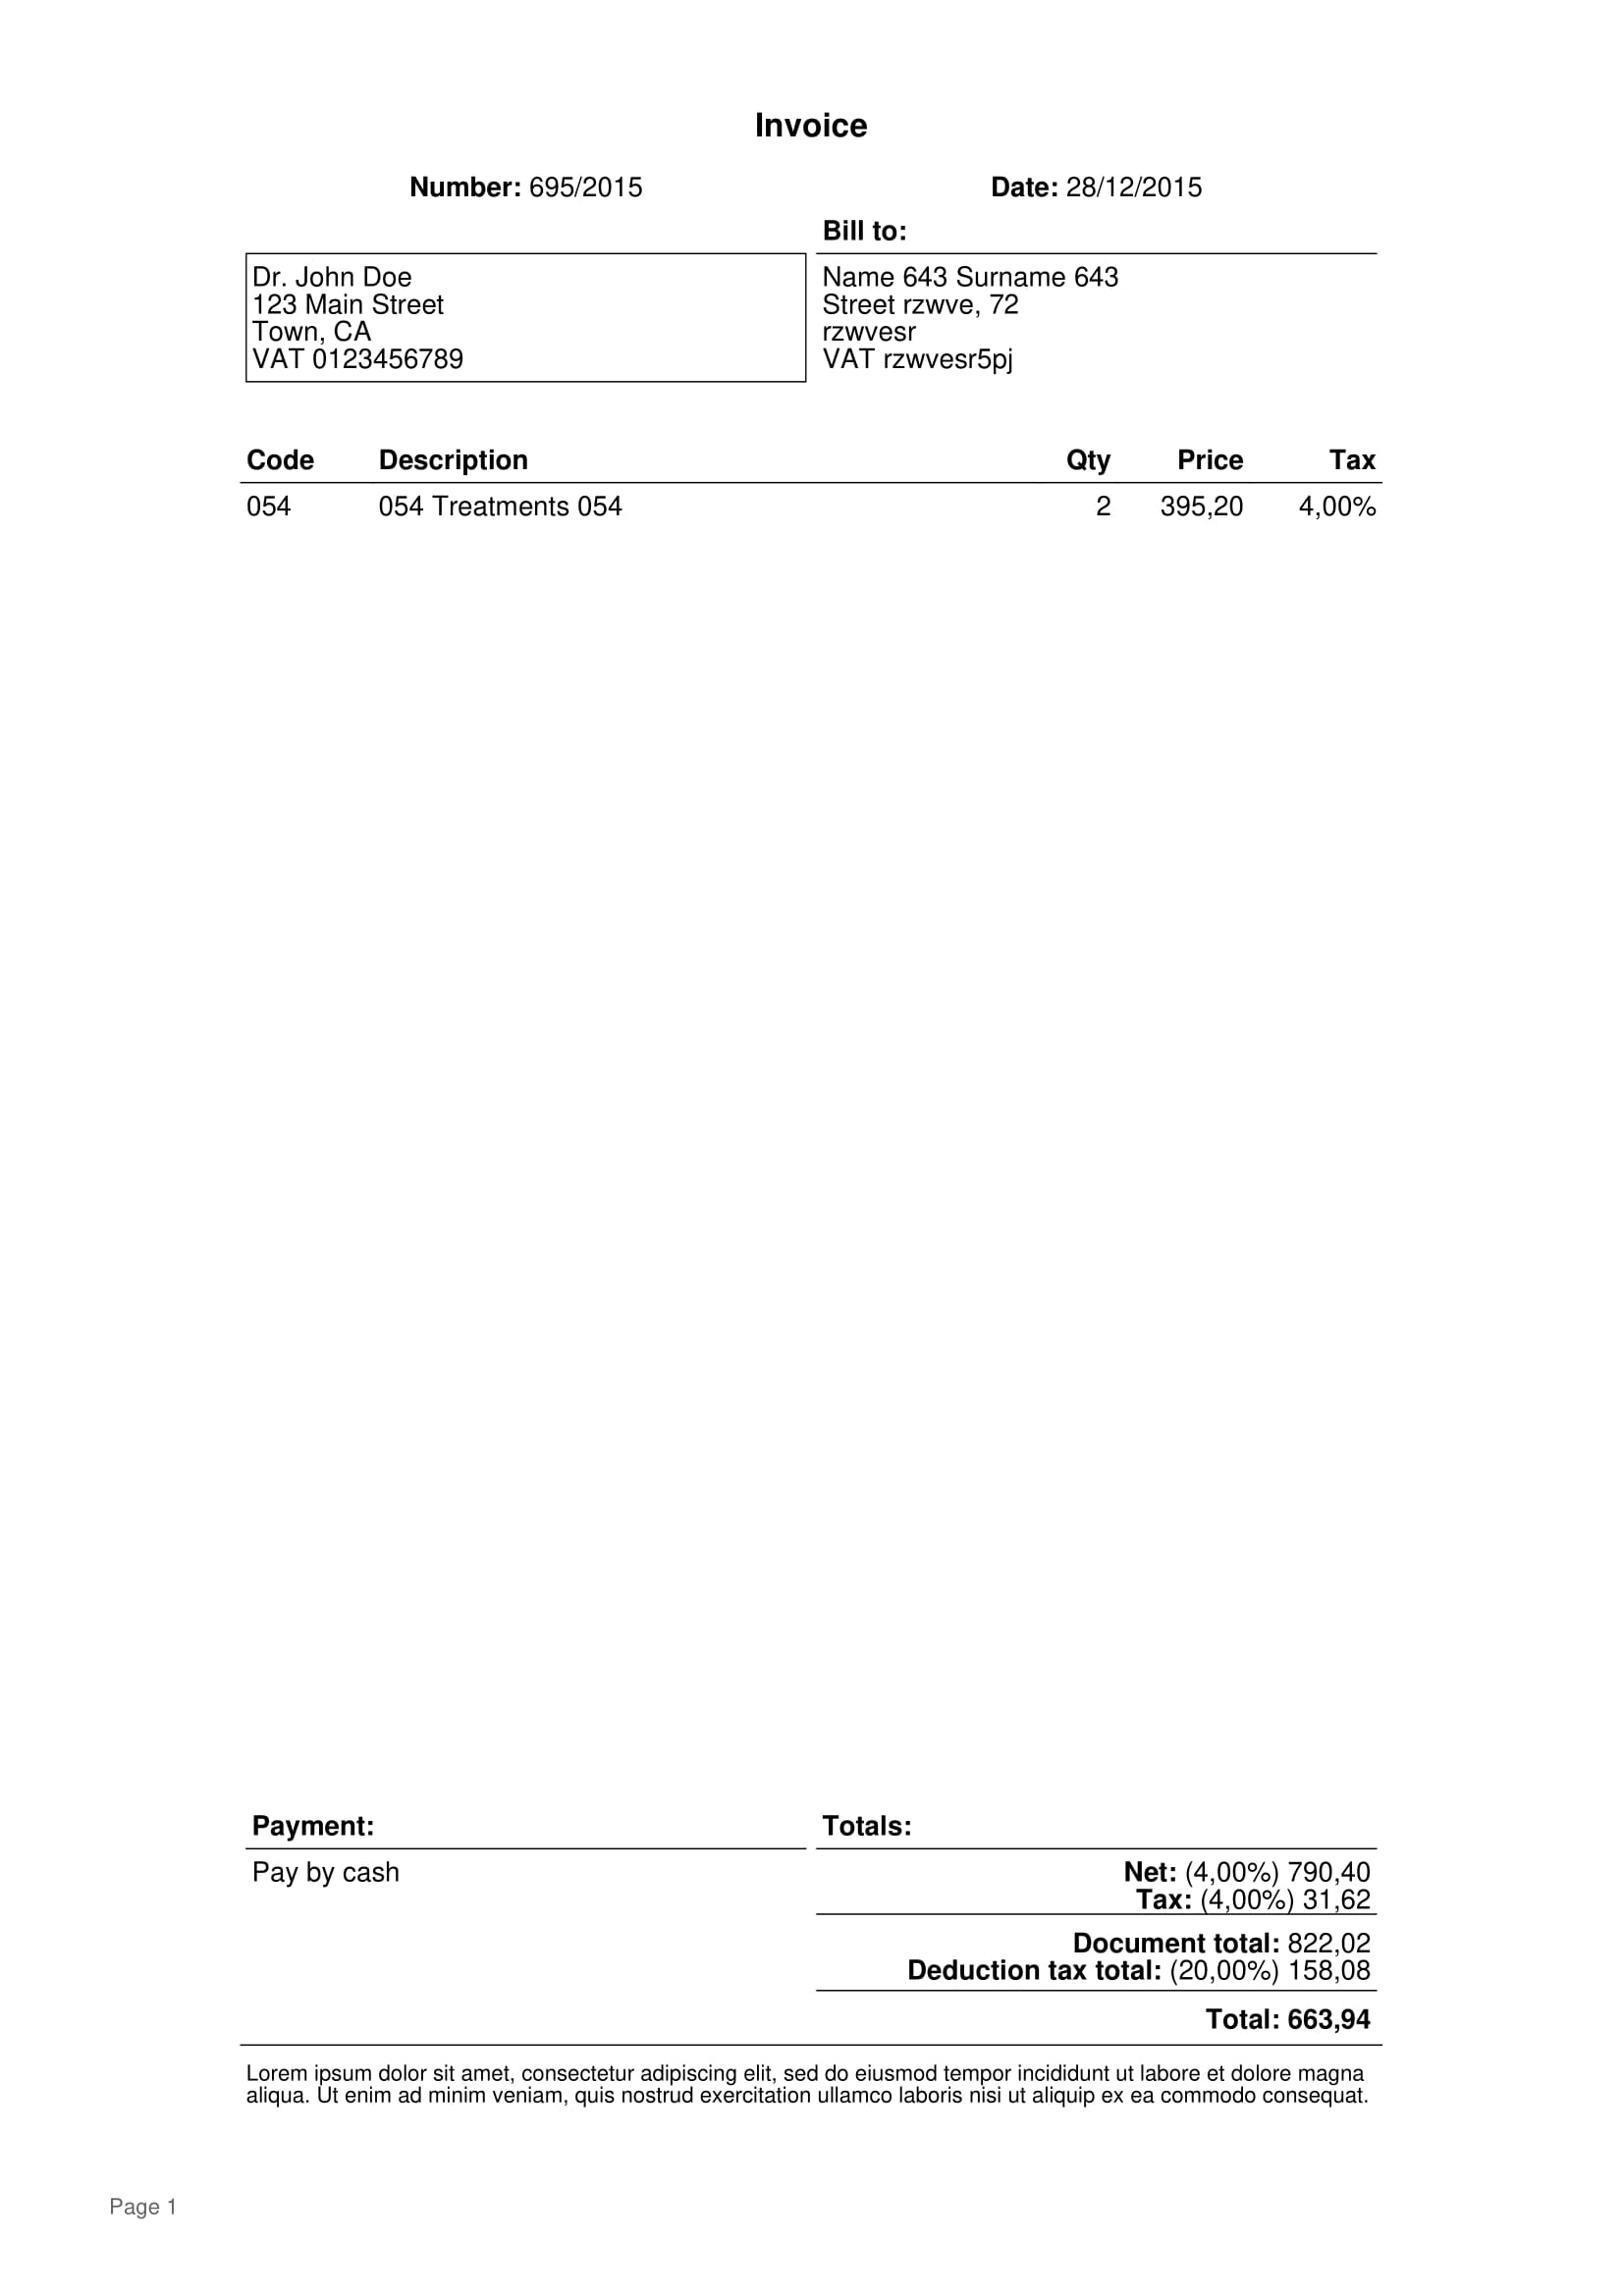 Invoice
Number: 695/2015
Date: 28/12/2015
Bill to:
Dr. John Doe
123 Main Street
Town, CA
VAT 0123456789
Name 643 Surname 643
Street rzwve, 72
rzwvesr
VAT rzwvesr5pj
Code Description Qty Price Tax
054 054 Treatments 054 2 395,20 4,00%
Payment:
Pay by cash
Totals:
Net: (4,00%) 790,40
Tax: (4,00%) 31,62
Document total: 822,02
Deduction tax total: (20,00%) 158,08
Total: 663,94
Lorem ipsum dolor sit amet, consectetur adipiscing elit, sed do eiusmod tempor incididunt ut labore et dolore magna
aliqua. Ut enim ad minim veniam, quis nostrud exercitation ullamco laboris nisi ut aliquip ex ea commodo consequat.
Page 1